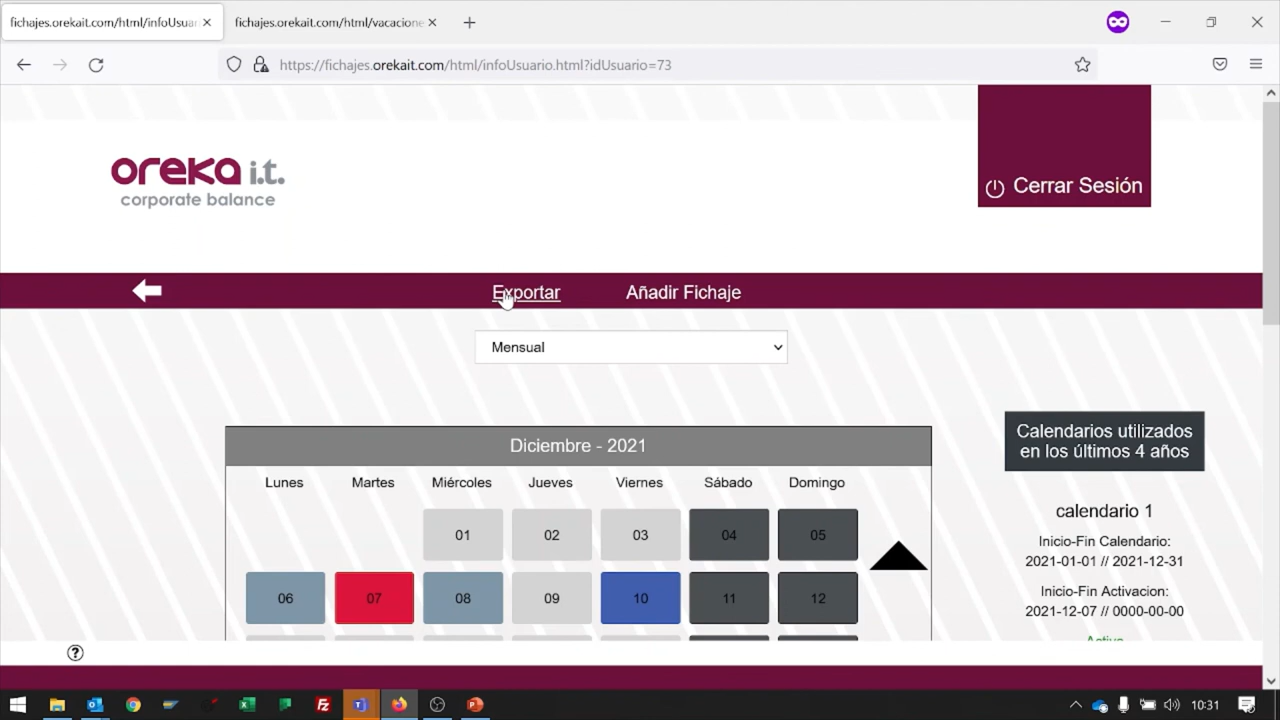 fichajes.orekait.com/html/infoUsuar
fichajes.orekait.com/html/vacacione
https://fichajes.orekait.com/html/infoUsuario.html?idUsuario=73
oreka i.t.
corporate balance
Cerrar Sesión
Exportar
Añadir Fichaje
Mensual
Diciembre - 2021
Lunes Martes Miércoles Jueves Viernes Sábado Domingo
01 02 03 04 05
06 07 08 09 10 11 12
Calendarios utilizados
en los últimos 4 años
calendario 1
Inicio-Fin Calendario:
2021-01-01 // 2021-12-31
Inicio-Fin Activacion:
2021-12-07 // 0000-00-00
Activo
10:31